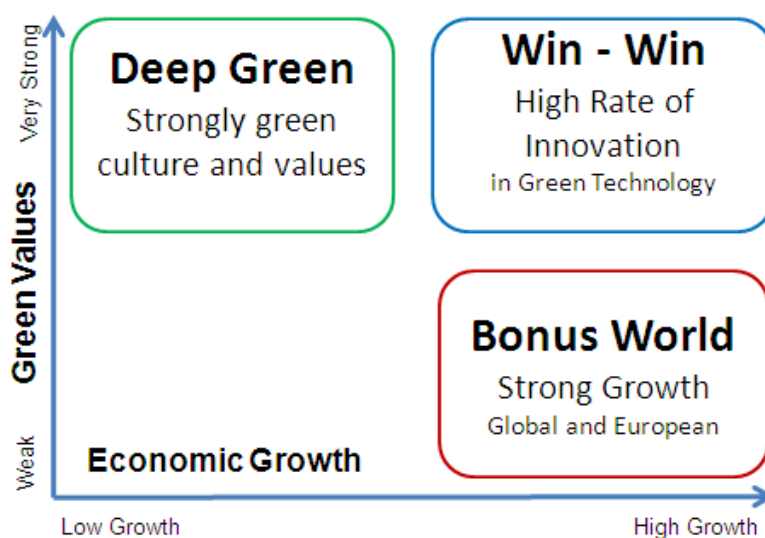 Very Strong
Green Values
Weak
Deep Green
Strongly green
culture and values
Win - Win
High Rate of
Innovation
in Green Technology
Bonus World
Strong Growth
Global and European
Economic Growth
Low Growth
High Growth